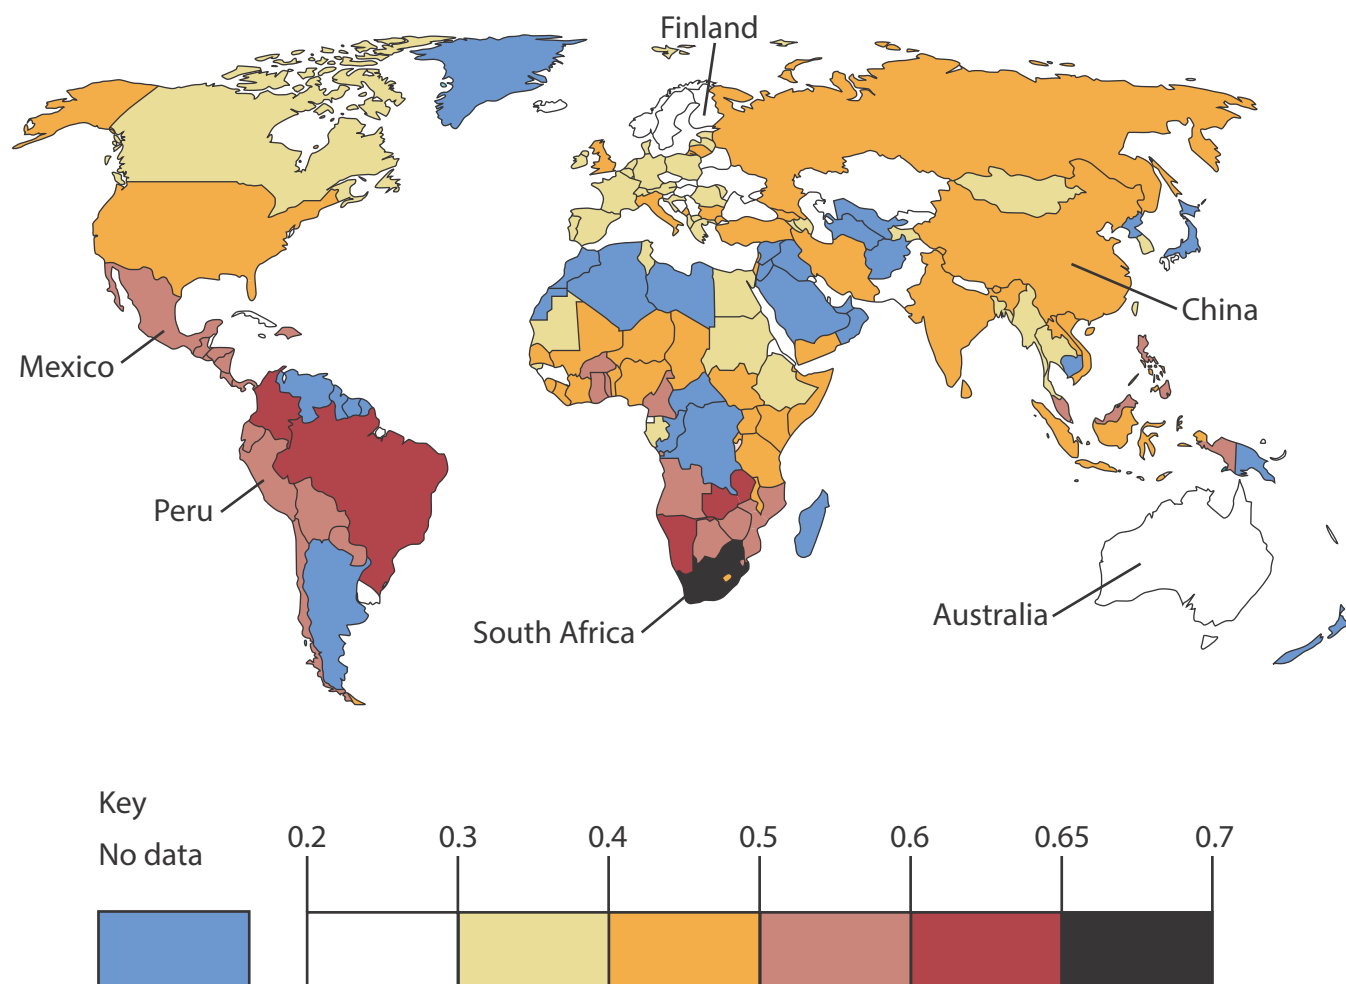 Finland
China
Mexico
Peru
South Africa
Australia
Key
No data
0.2 0.3 0.4 0.5 0.6 0.65 0.7